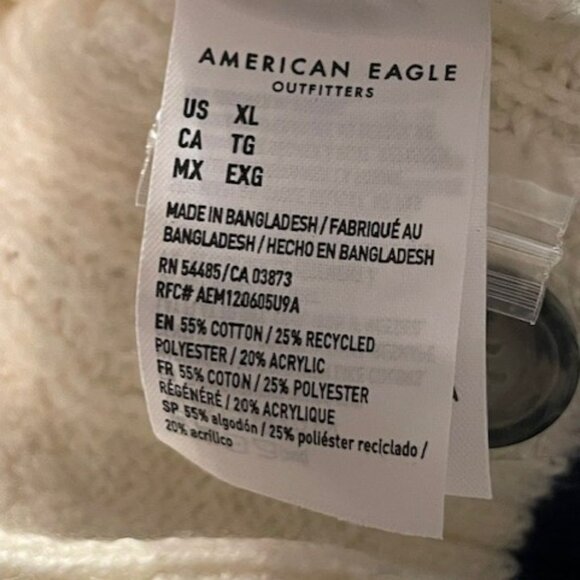 AMERICAN EAGLE
OUTFITTERS
US XL
CA TG
MX EXG
MADE IN BANGLADESH / FABRIQUÉ AU
BANGLADESH / HECHO EN BANGLADESH
RN 54485 / CA 03873
RFC# AEM120605U9A
EN 55% COTTON / 25% RECYCLED
POLYESTER / 20% ACRYLIC
FR 55% COTON / 25% POLYESTER
RÉGÉNÉRÉ / 20% ACRYLIQUE
SP 55% algodón / 25% poliéster reciclado /
20% acrílico